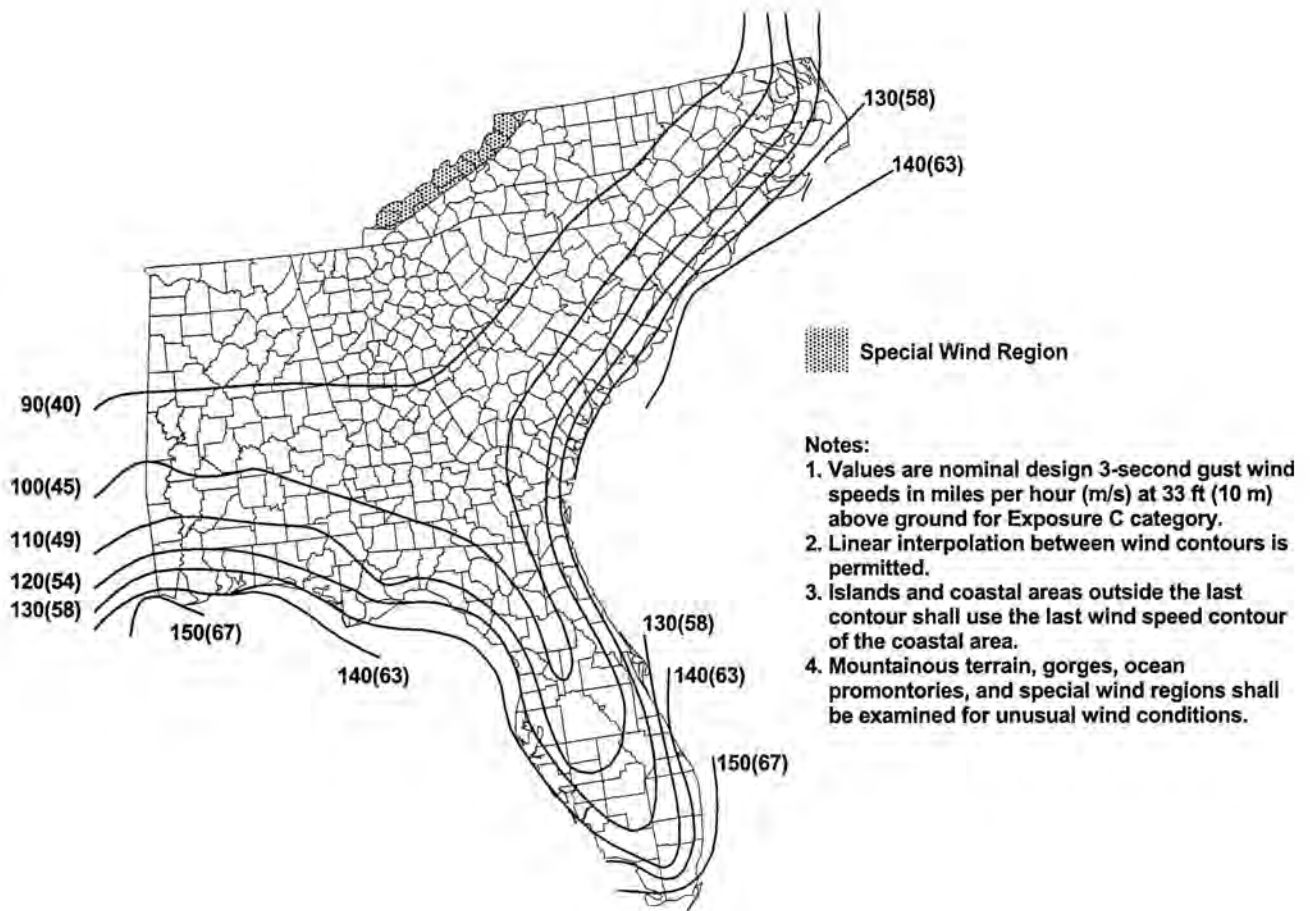 130(58)
140(63)
Special Wind Region
90(40)
100(45)
110(49)
120(54)
130(58)
150(67)
140(63)
130(58)
140(63)
150(67)
Notes:
1. Values are nominal design 3-second gust wind
speeds in miles per hour (m/s) at 33 ft (10 m)
above ground for Exposure C category.
2. Linear interpolation between wind contours is
permitted.
3. Islands and coastal areas outside the last
contour shall use the last wind speed contour
of the coastal area.
4. Mountainous terrain, gorges, ocean
promontories, and special wind regions shall
be examined for unusual wind conditions.